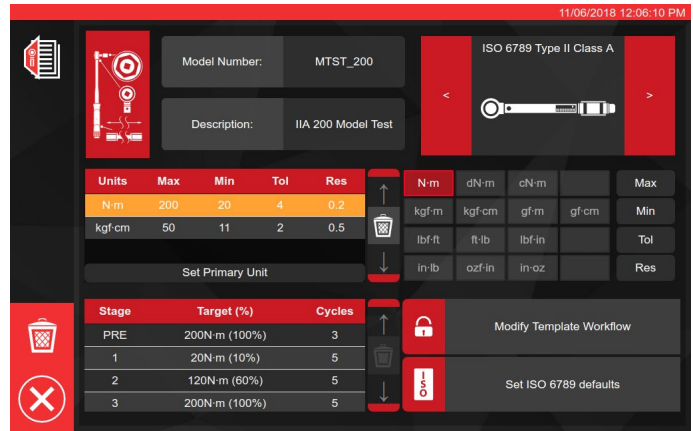 11/06/2018 12:06:10 PM
Model Number: MTST_200
Description: IIA 200 Model Test
ISO 6789 Type II Class A
< >
Units Max Min Tol Res
N·m 200 20 4 0.2
kgf·cm 50 11 2 0.5
Set Primary Unit
N·m dN·m cN·m Max
kgf·m kgf·cm gf·m gf·cm Min
lbf·ft ft·lb lbf·in Tol
in·lb ozf·in in·oz Res
Stage Target (%) Cycles
PRE 200N·m (100%) 3
1 20N·m (10%) 5
2 120N·m (60%) 5
3 200N·m (100%) 5
Modify Template Workflow
ISO
Set ISO 6789 defaults